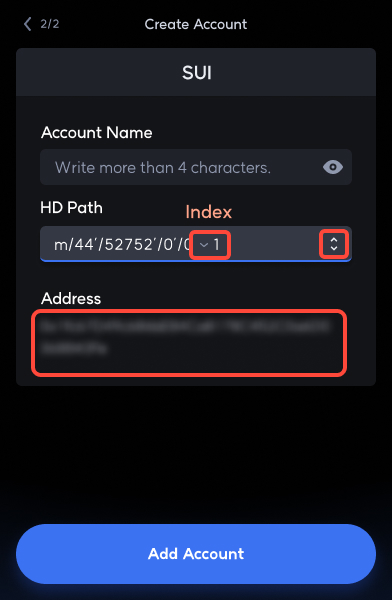 2/2
Create Account
SUI
Account Name
Write more than 4 characters.
HD Path
Index
m/44'/52752'/0'/0 1
Address
Add Account